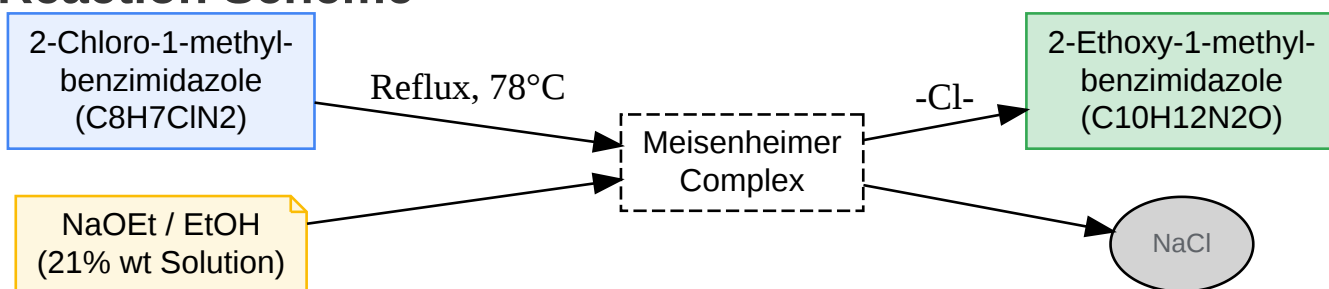 Reaction Scheme
2-Chloro-1-methyl-
benzimidazole
(C8H7ClN2)
Reflux, 78°C
NaOEt / EtOH
(21% wt Solution)
Meisenheimer
Complex
-Cl-
2-Ethoxy-1-methyl-
benzimidazole
(C10H12N2O)
NaCl